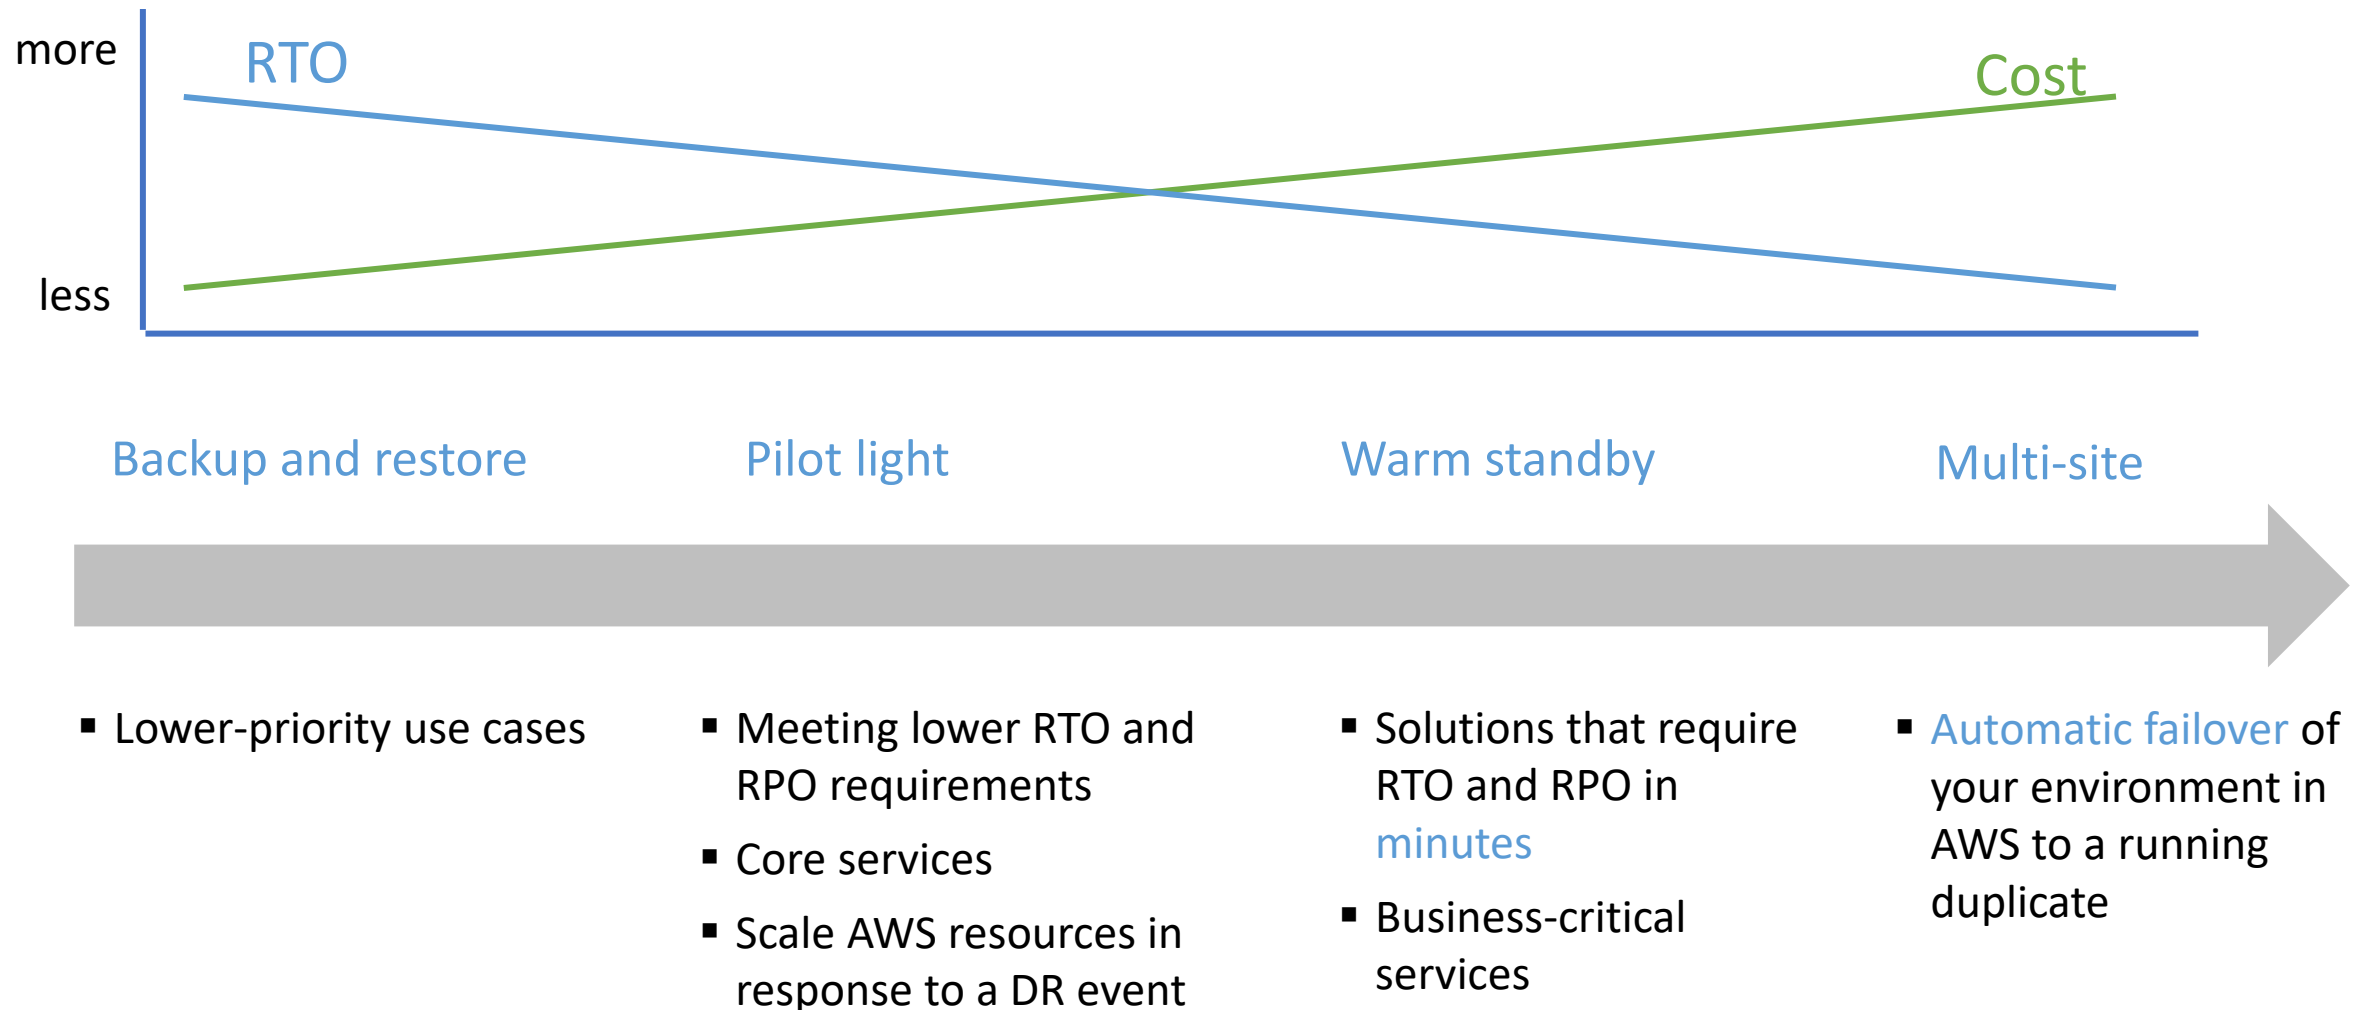 more
RTO
Cost
less
Backup and restore
Pilot light
Warm standby
Multi-site
▪ Lower-priority use cases
▪ Meeting lower RTO and
RPO requirements
▪ Core services
▪ Scale AWS resources in
response to a DR event
▪ Solutions that require
RTO and RPO in
minutes
▪ Business-critical
services
▪ Automatic failover of
your environment in
AWS to a running
duplicate